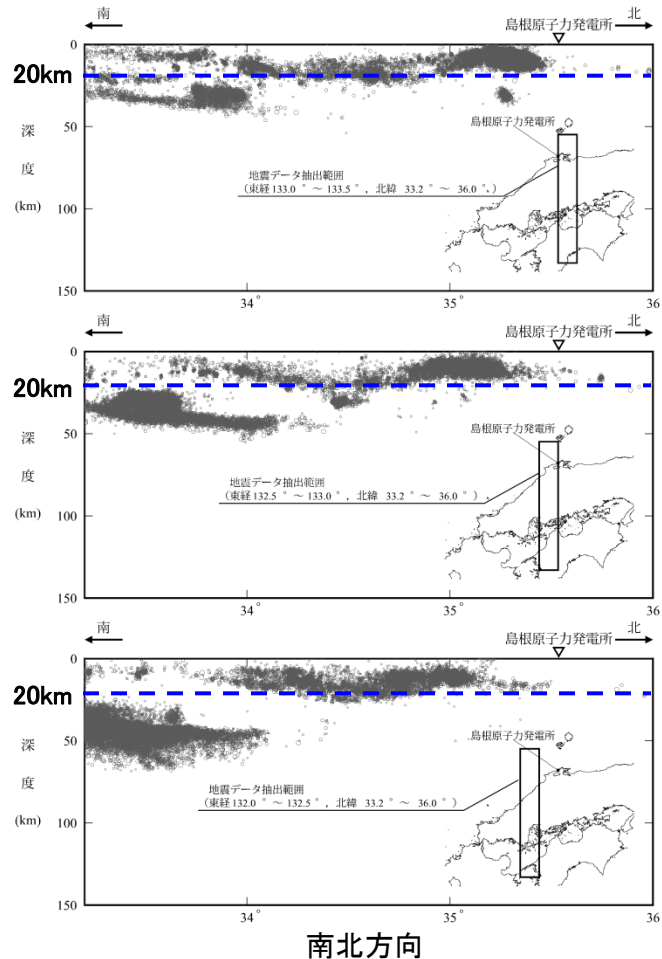 南
島根原子力発電所
北
0
20km
50
深
度
(km)
100
150
島根原子力発電所
地震データ抽出範囲
（東経 133.0 ° ～ 133.5 ° ， 北緯 33.2 ° ～ 36.0 °，）
34°
35°
36
南
島根原子力発電所
北
0
20km
50
深
度
(km)
100
150
島根原子力発電所
地震データ抽出範囲
（東経 132.5 ° ～ 133.0 ° ， 北緯 33.2 ° ～ 36.0 ° ），
34°
35°
36
南
島根原子力発電所
北
0
20km
50
深
度
(km)
100
150
島根原子力発電所
地震データ抽出範囲
（東経 132.0 ° ～ 132.5 ° ， 北緯 33.2 ° ～ 36.0 ° ）
34°
35°
36
南北方向